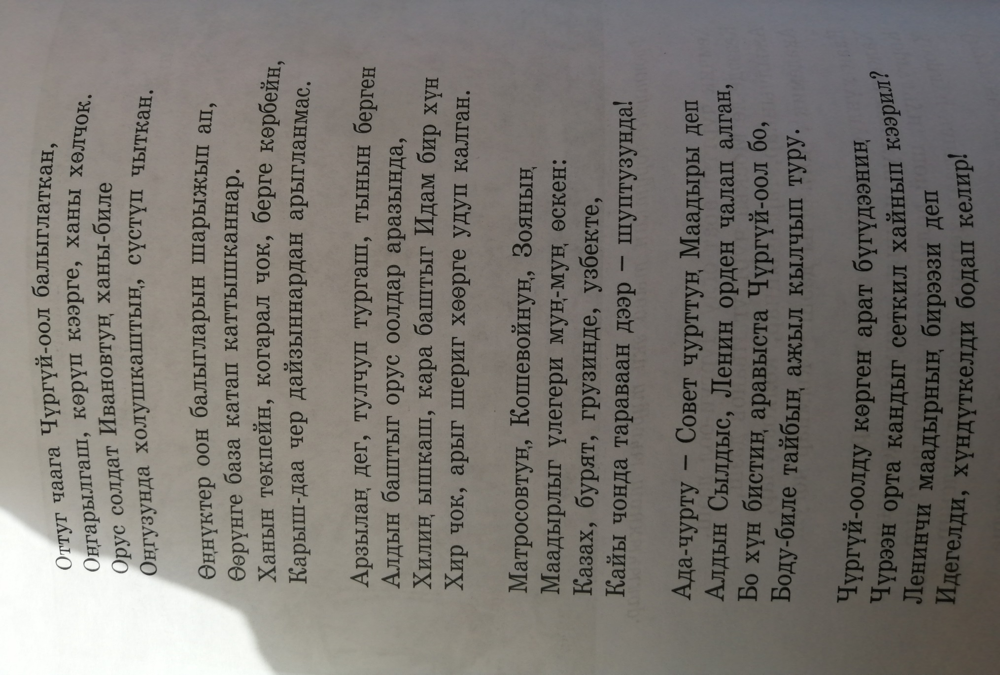 Оттуг чаага Чүргүй-оол балыглаткан,
Оңгарылгаш, көрүп кээрге, ханы хөлчок.
Орус солдат Ивановтуң ханы-биле
Оңгузунда холушкаштың, сүстүп чыткан.

Өңнүктер оон балыгларын шарыжып ап,
Өөрүнге база катап каттышканнар.
Ханын төкпейн, когарал чок, берге көрбейн,
Карыш-даа чер дайзыннардан арыгланмас.

Арзылаң дег, тулчуп тургаш, тынын берген
Алдын баштыг орус оолдар аразында,
Хилиң ышкаш, кара баштыг Идам бир хүн
Хир чок, арыг шериг хөөрге удуп калган.

Матросовтуң, Кошевойнуң, Зояның
Маадырлыг үлегери муң-муң өскен:
Казах, бурят, грузинде, узбекте,
Кайы чонда тараваан дээр – шуптузунда!

Ада-чурту – Совет чурттуң Маадыры деп
Алдын Сылдыс, Ленин орден чалап алган,
Бо хүн бистиң аравыста Чүргүй-оол бо,
Боду-биле тайбың ажыл кылчып туру.

Чүргүй-оолду көрген арат бүгүдээниң
Чүрээн орта кандыг сеткил хайнып кээрил?
Ленинчи маадырның бирээзи деп
Идегелди, хүндүткелди бодап келир!